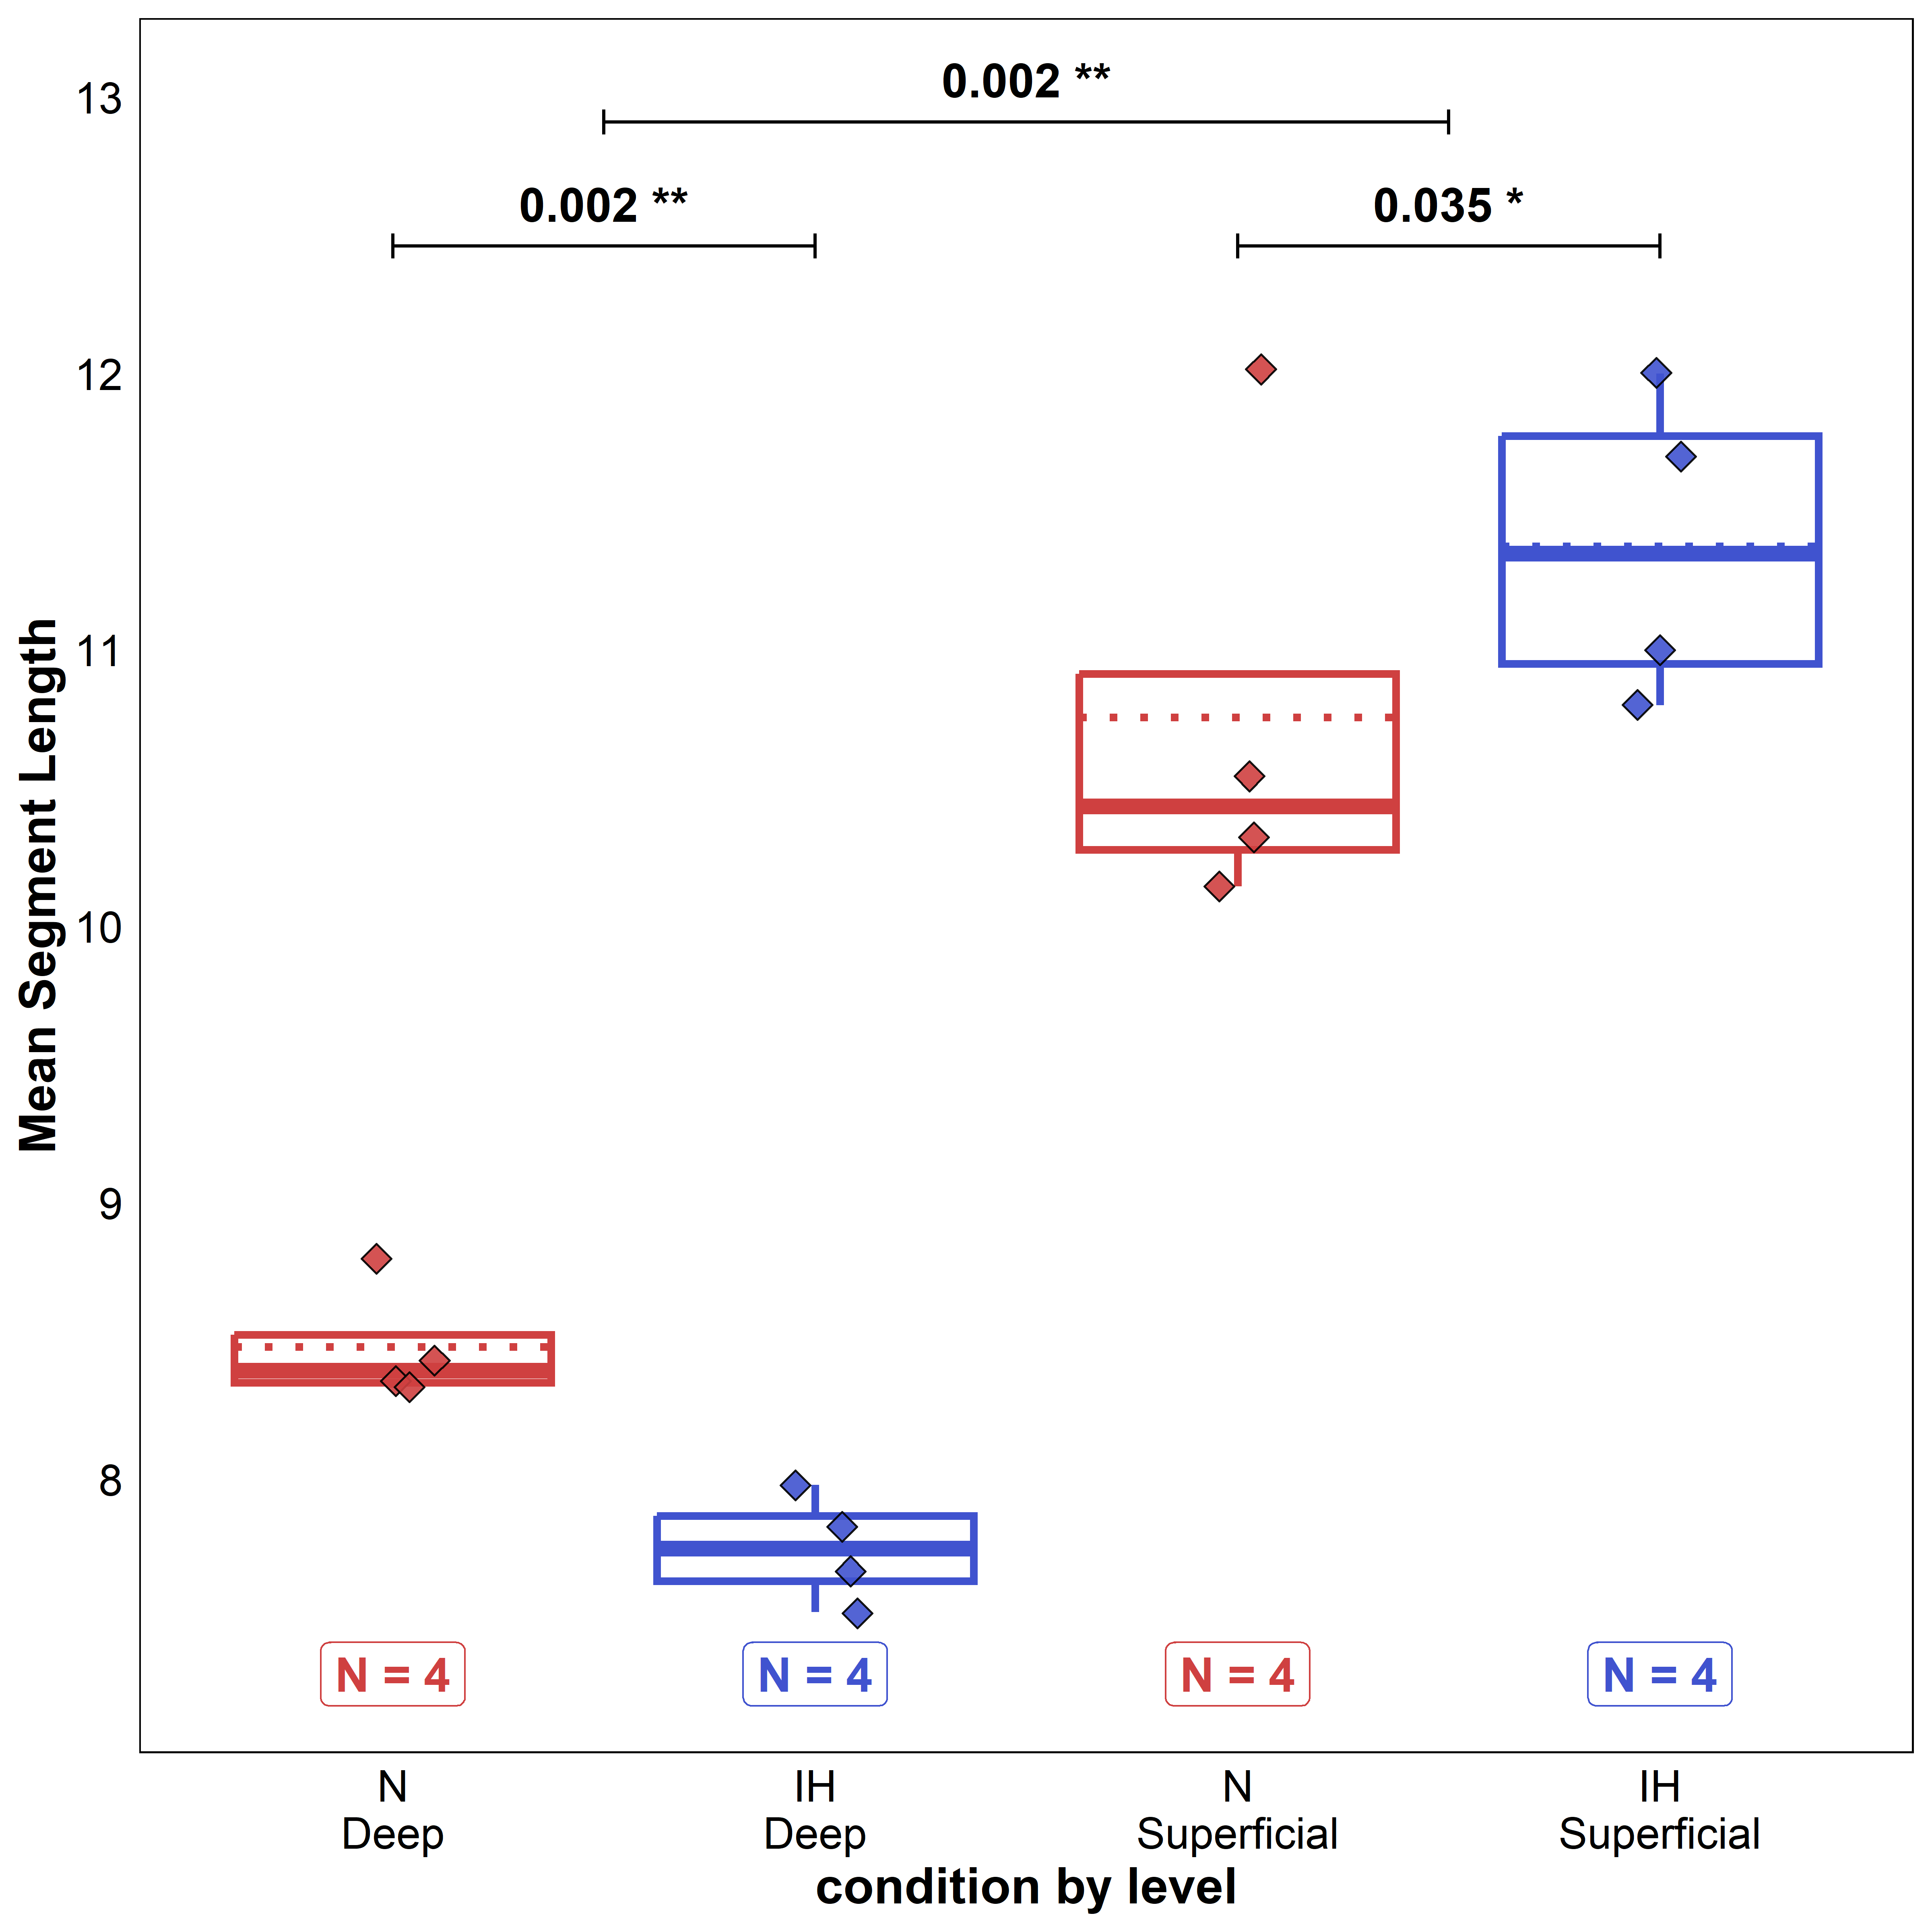 0.002 **
0.002 **
0.035 *
13
12
11
10
9
8
Mean Segment Length
N = 4
N = 4
N = 4
N = 4
N
Deep
IH
Deep
N
Superficial
IH
Superficial
condition by level